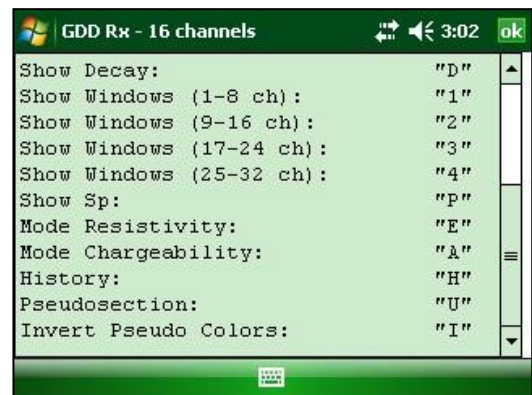 GDD Rx - 16 channels 3:02 ok
Show Decay: "D"
Show Windows (1-8 ch): "1"
Show Windows (9-16 ch): "2"
Show Windows (17-24 ch): "3"
Show Windows (25-32 ch): "4"
Show Sp: "P"
Mode Resistivity: "E"
Mode Chargeability: "A"
History: "H"
Pseudosection: "U"
Invert Pseudo Colors: "I"